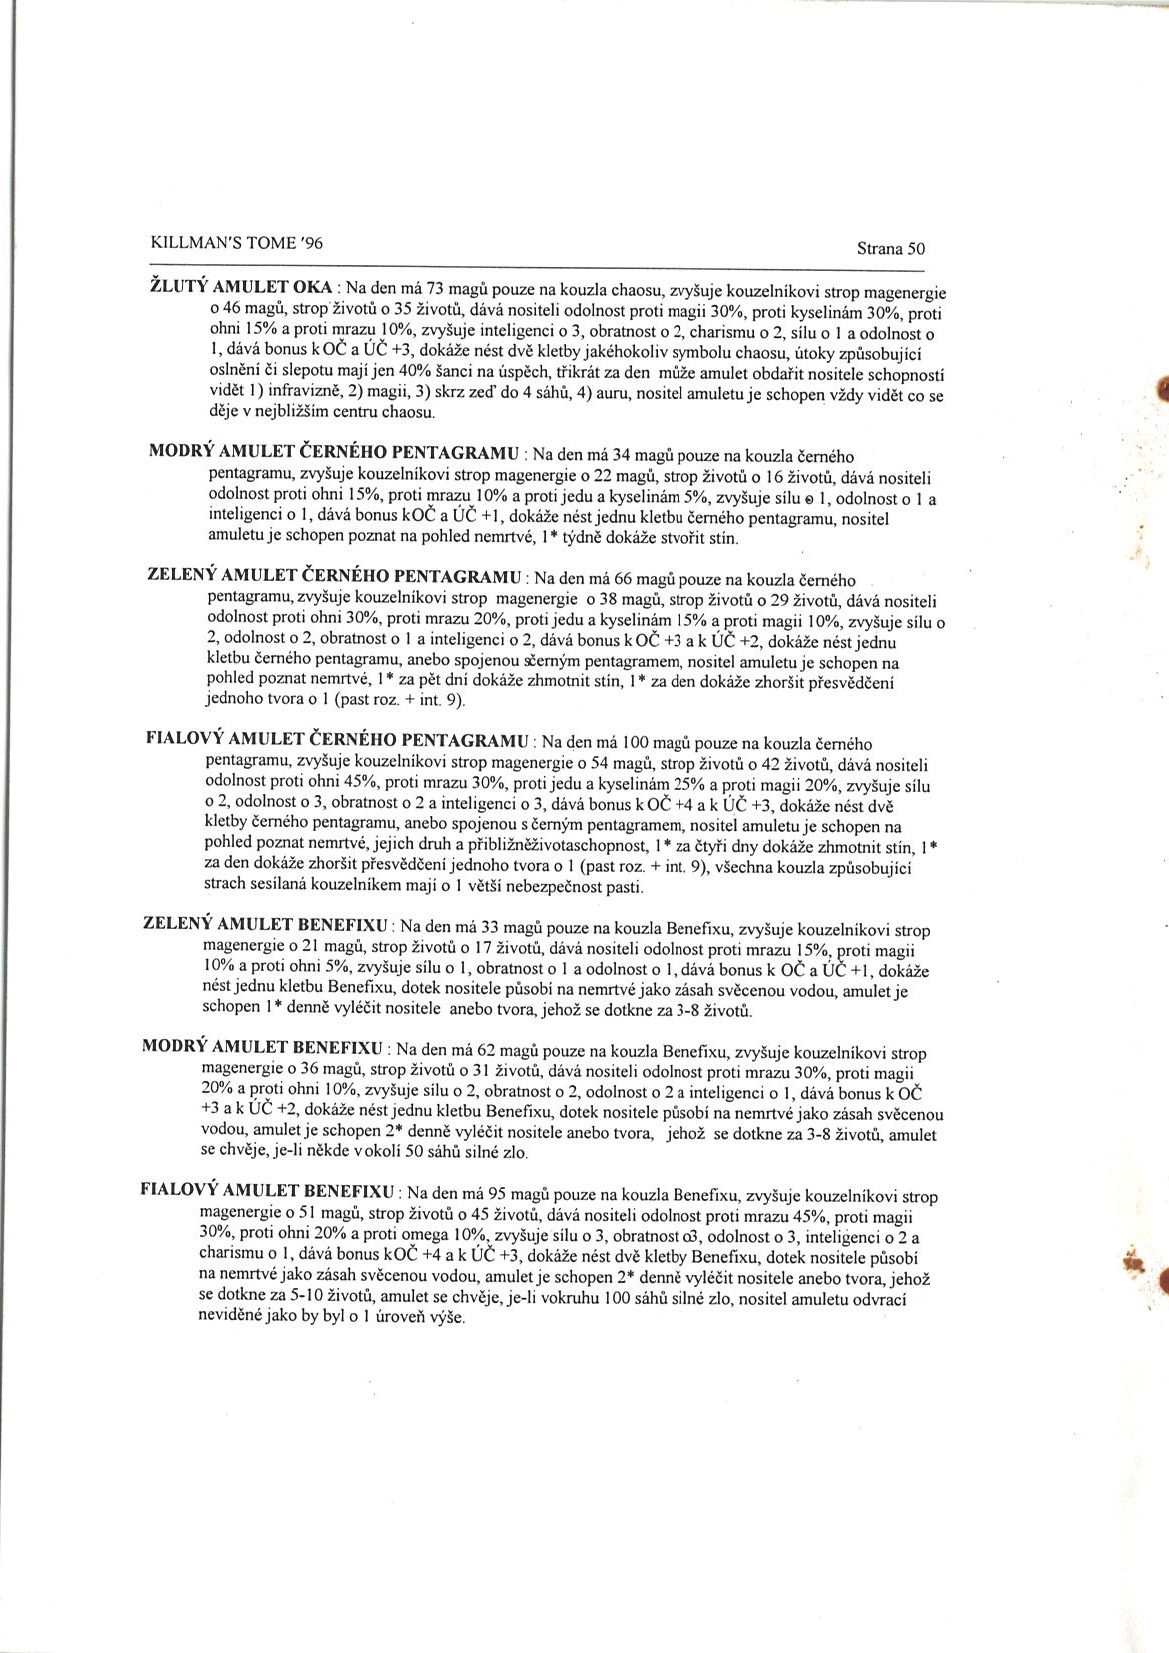 KILLMAN'S TOME '96
Strana 50
ŽLUTÝ AMULET OKA : Na den má 73 magů pouze na kouzla chaosu, zvyšuje kouzelníkovi strop magenergie
o 46 magů, strop životů o 35 životů, dává nositeli odolnost proti magii 30%, proti kyselinám 30%, proti
ohni 15% a proti mrazu 10%, zvyšuje inteligenci o 3, obratnost o 2, charismu o 2, sílu o 1 a odolnost o
1, dává bonus k OČ a ÚČ +3, dokáže nést dvě kletby jakéhokoliv symbolu chaosu, útoky způsobující
oslnění či slepotu mají jen 40% šanci na úspěch, třikrát za den může amulet obdařit nositele schopností
vidět 1) infravizně, 2) magii, 3) skrz zeď do 4 sáhů, 4) auru, nositel amuletu je schopen vždy vidět co se
děje v nejbližším centru chaosu.
MODRÝ AMULET ČERNÉHO PENTAGRAMU : Na den má 34 magů pouze na kouzla černého
pentagramu, zvyšuje kouzelníkovi strop magenergie o 22 magů, strop životů o 16 životů, dává nositeli
odolnost proti ohni 15%, proti mrazu 10% a proti jedu a kyselinám 5%, zvyšuje sílu o 1, odolnost o 1 a
inteligenci o 1, dává bonus k OČ a ÚČ +1, dokáže nést jednu kletbu černého pentagramu, nositel
amuletu je schopen poznat na pohled nemrtvé, 1* týdně dokáže stvořit stín.
ZELENÝ AMULET ČERNÉHO PENTAGRAMU : Na den má 66 magů pouze na kouzla černého
pentagramu, zvyšuje kouzelníkovi strop magenergie o 38 magů, strop životů o 29 životů, dává nositeli
odolnost proti ohni 30%, proti mrazu 20%, proti jedu a kyselinám 15% a proti magii 10%, zvyšuje sílu o
2, odolnost o 2, obratnost o 1 a inteligenci o 2, dává bonus k OČ +3 a k ÚČ +2, dokáže nést jednu
kletbu černého pentagramu, anebo spojenou sčerným pentagramem, nositel amuletu je schopen na
pohled poznat nemrtvé, 1* za pět dní dokáže zhmotnit stín, 1* za den dokáže zhoršit přesvědčení
jednoho tvora o 1 (past roz. + int. 9).
FIALOVÝ AMULET ČERNÉHO PENTAGRAMU : Na den má 100 magů pouze na kouzla černého
pentagramu, zvyšuje kouzelníkovi strop magenergie o 54 magů, strop životů o 42 životů, dává nositeli
odolnost proti ohni 45%, proti mrazu 30%, proti jedu a kyselinám 25% a proti magii 20%, zvyšuje sílu
o 2, odolnost o 3, obratnost o 2 a inteligenci o 3, dává bonus k OČ +4 a k ÚČ +3, dokáže nést dvě
kletby černého pentagramu, anebo spojenou s černým pentagramem, nositel amuletu je schopen na
pohled poznat nemrtvé, jejich druh a přibližněživotaschopnost, 1* za čtyři dny dokáže zhmotnit stín, 1*
za den dokáže zhoršit přesvědčení jednoho tvora o 1 (past roz. + int. 9), všechna kouzla způsobující
strach sesílaná kouzelníkem mají o 1 větší nebezpečnost pasti.
ZELENÝ AMULET BENEFIXU : Na den má 33 magů pouze na kouzla Benefixu, zvyšuje kouzelníkovi strop
magenergie o 21 magů, strop životů o 17 životů, dává nositeli odolnost proti mrazu 15%, proti magii
10% a proti ohni 5%, zvyšuje sílu o 1, obratnost o 1 a odolnost o 1, dává bonus k OČ a ÚČ +1, dokáže
nést jednu kletbu Benefixu, dotek nositele působí na nemrtvé jako zásah svěcenou vodou, amulet je
schopen 1* denně vyléčit nositele anebo tvora, jehož se dotkne za 3-8 životů.
MODRÝ AMULET BENEFIXU : Na den má 62 magů pouze na kouzla Benefixu, zvyšuje kouzelníkovi strop
magenergie o 36 magů, strop životů o 31 životů, dává nositeli odolnost proti mrazu 30%, proti magii
20% a proti ohni 10%, zvyšuje sílu o 2, obratnost o 2, odolnost o 2 a inteligenci o 1, dává bonus k OČ
+3 a k ÚČ +2, dokáže nést jednu kletbu Benefixu, dotek nositele působí na nemrtvé jako zásah svěcenou
vodou, amulet je schopen 2* denně vyléčit nositele anebo tvora, jehož se dotkne za 3-8 životů, amulet
se chvěje, je-li někde v okolí 50 sáhů silné zlo.
FIALOVÝ AMULET BENEFIXU : Na den má 95 magů pouze na kouzla Benefixu, zvyšuje kouzelníkovi strop
magenergie o 51 magů, strop životů o 45 životů, dává nositeli odolnost proti mrazu 45%, proti magii
30%, proti ohni 20% a proti omega 10%, zvyšuje sílu o 3, obratnost o3, odolnost o 3, inteligenci o 2 a
charismu o 1, dává bonus k OČ +4 a k ÚČ +3, dokáže nést dvě kletby Benefixu, dotek nositele působí
na nemrtvé jako zásah svěcenou vodou, amulet je schopen 2* denně vyléčit nositele anebo tvora, jehož
se dotkne za 5-10 životů, amulet se chvěje, je-li vokruhu 100 sáhů silné zlo, nositel amuletu odvrací
neviděné jako by byl o 1 úroveň výše.